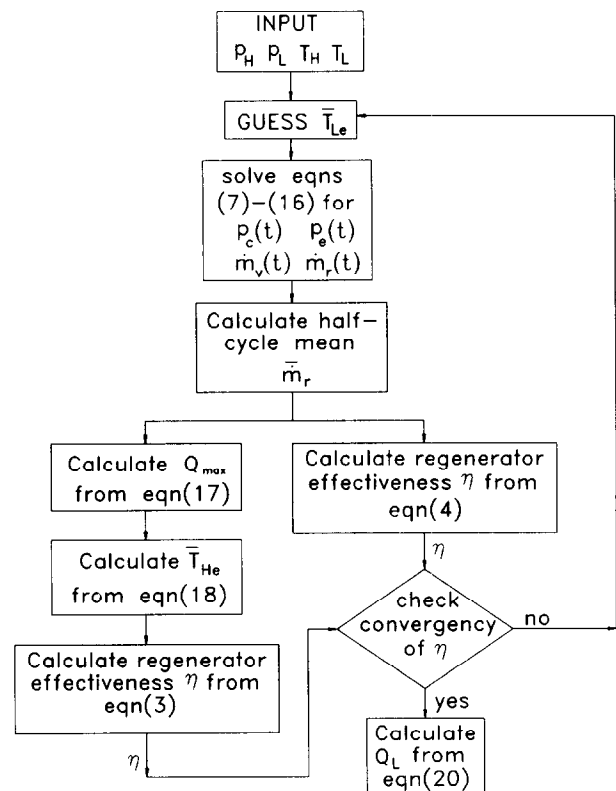 INPUT
p_H p_L T_H T_L
GUESS T̅_Le
solve eqns
(7)-(16) for
p_c(t) p_e(t)
ṁ_v(t) ṁ_r(t)
Calculate half-
cycle mean
ṁ̅_r
Calculate Q_max
from eqn(17)
Calculate T̅_He
from eqn(18)
Calculate regenerator
effectiveness η from
eqn(3)
η
Calculate regenerator
effectiveness η from
eqn(4)
η
check
convergency
of η
no
yes
Calculate
Q_L from
eqn(20)